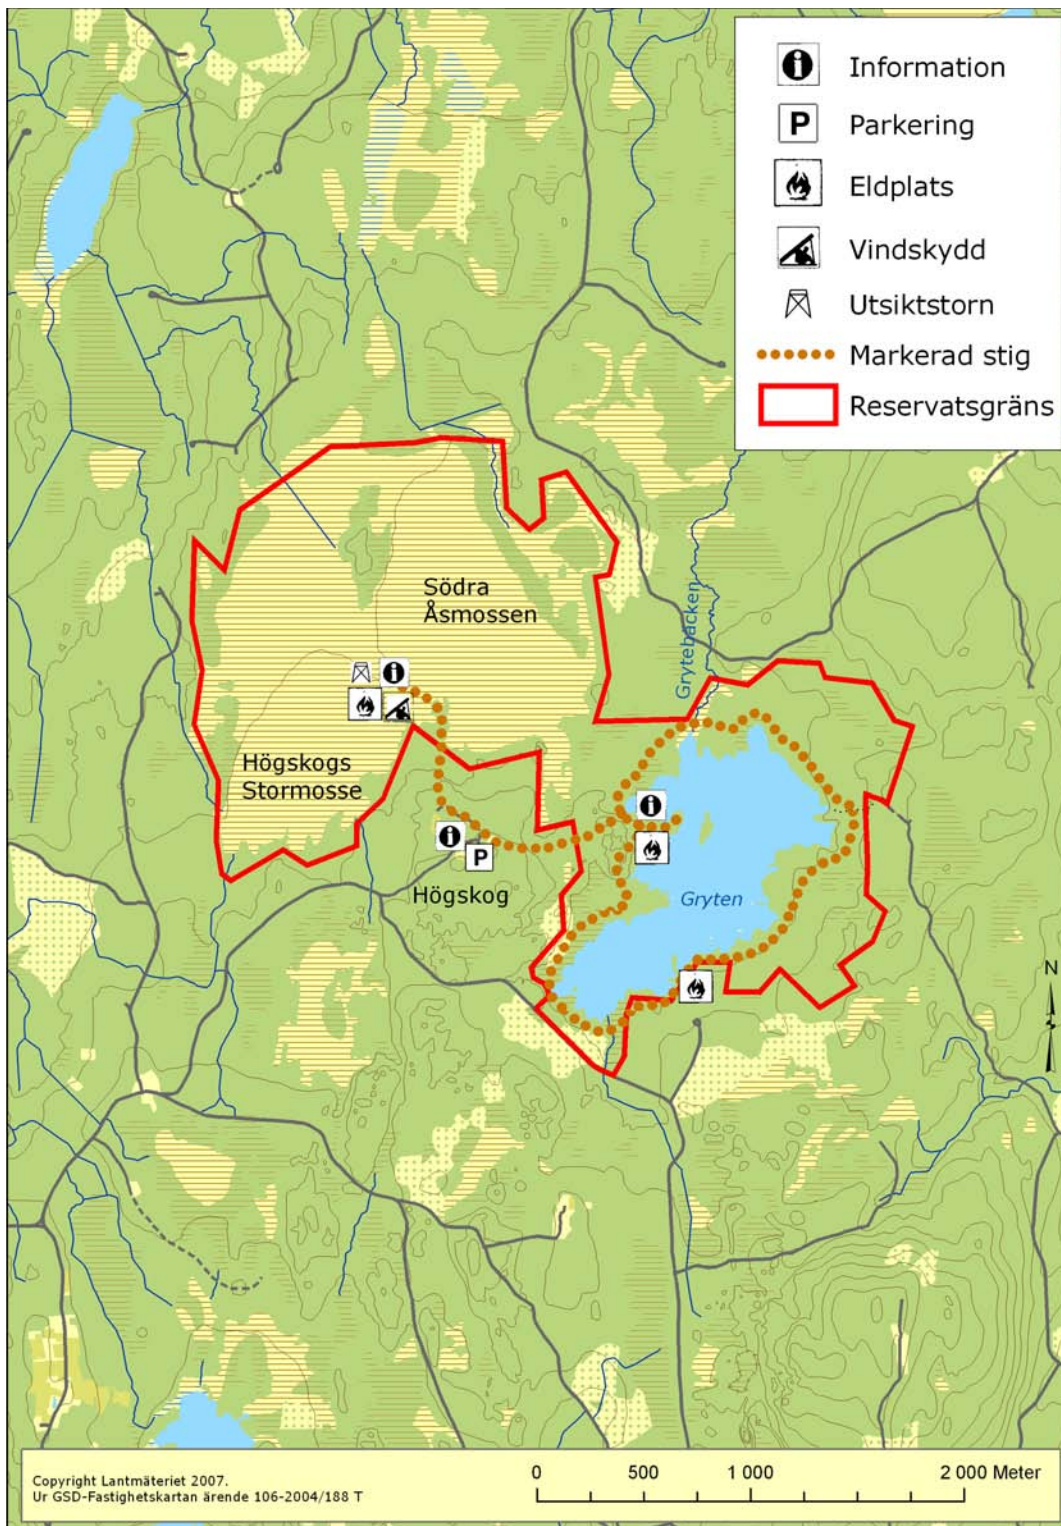 Information
P Parkering
Eldplats
Vindskydd
Utsiktstorn
Markerad stig
Reservatsgräns
Södra
Åsmossen
Grytebäcken
Högskogs
Stormosse
P
Högskog
Gryten
N
0 500 1 000 2 000 Meter
Copyright Lantmäteriet 2007.
Ur GSD-Fastighetskartan ärende 106-2004/188 T